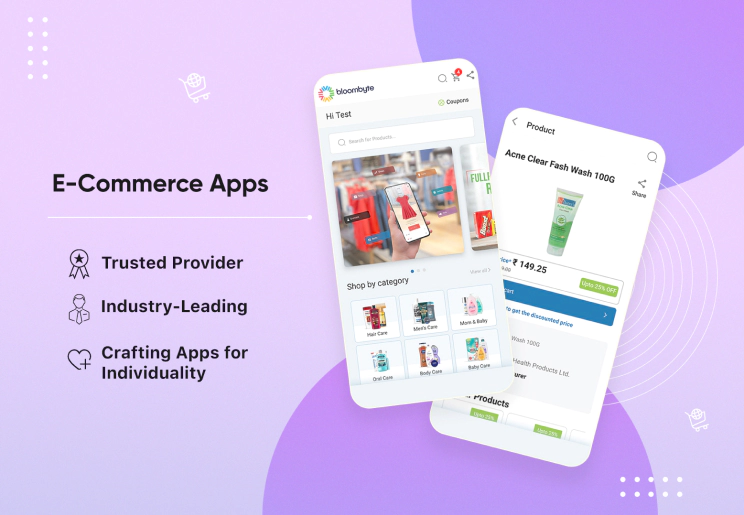 E-Commerce Apps
Trusted Provider
Industry-Leading
Crafting Apps for
Individuality
bloombyte
4
Hi Test
Coupons
Search for Products...
FULL
Boost
Shop by category
View all >
Hair Care
Men's Care
Mom & Baby
Oral Care
Body Care
Baby Care
Product
Acne Clear Fash Wash 100G
Share
₹ 149.25
Upto 25% OFF
cart
to get the discounted price
Wash 100G
Health Products Ltd.
urer
Products
Upto 25%
Upto 25%